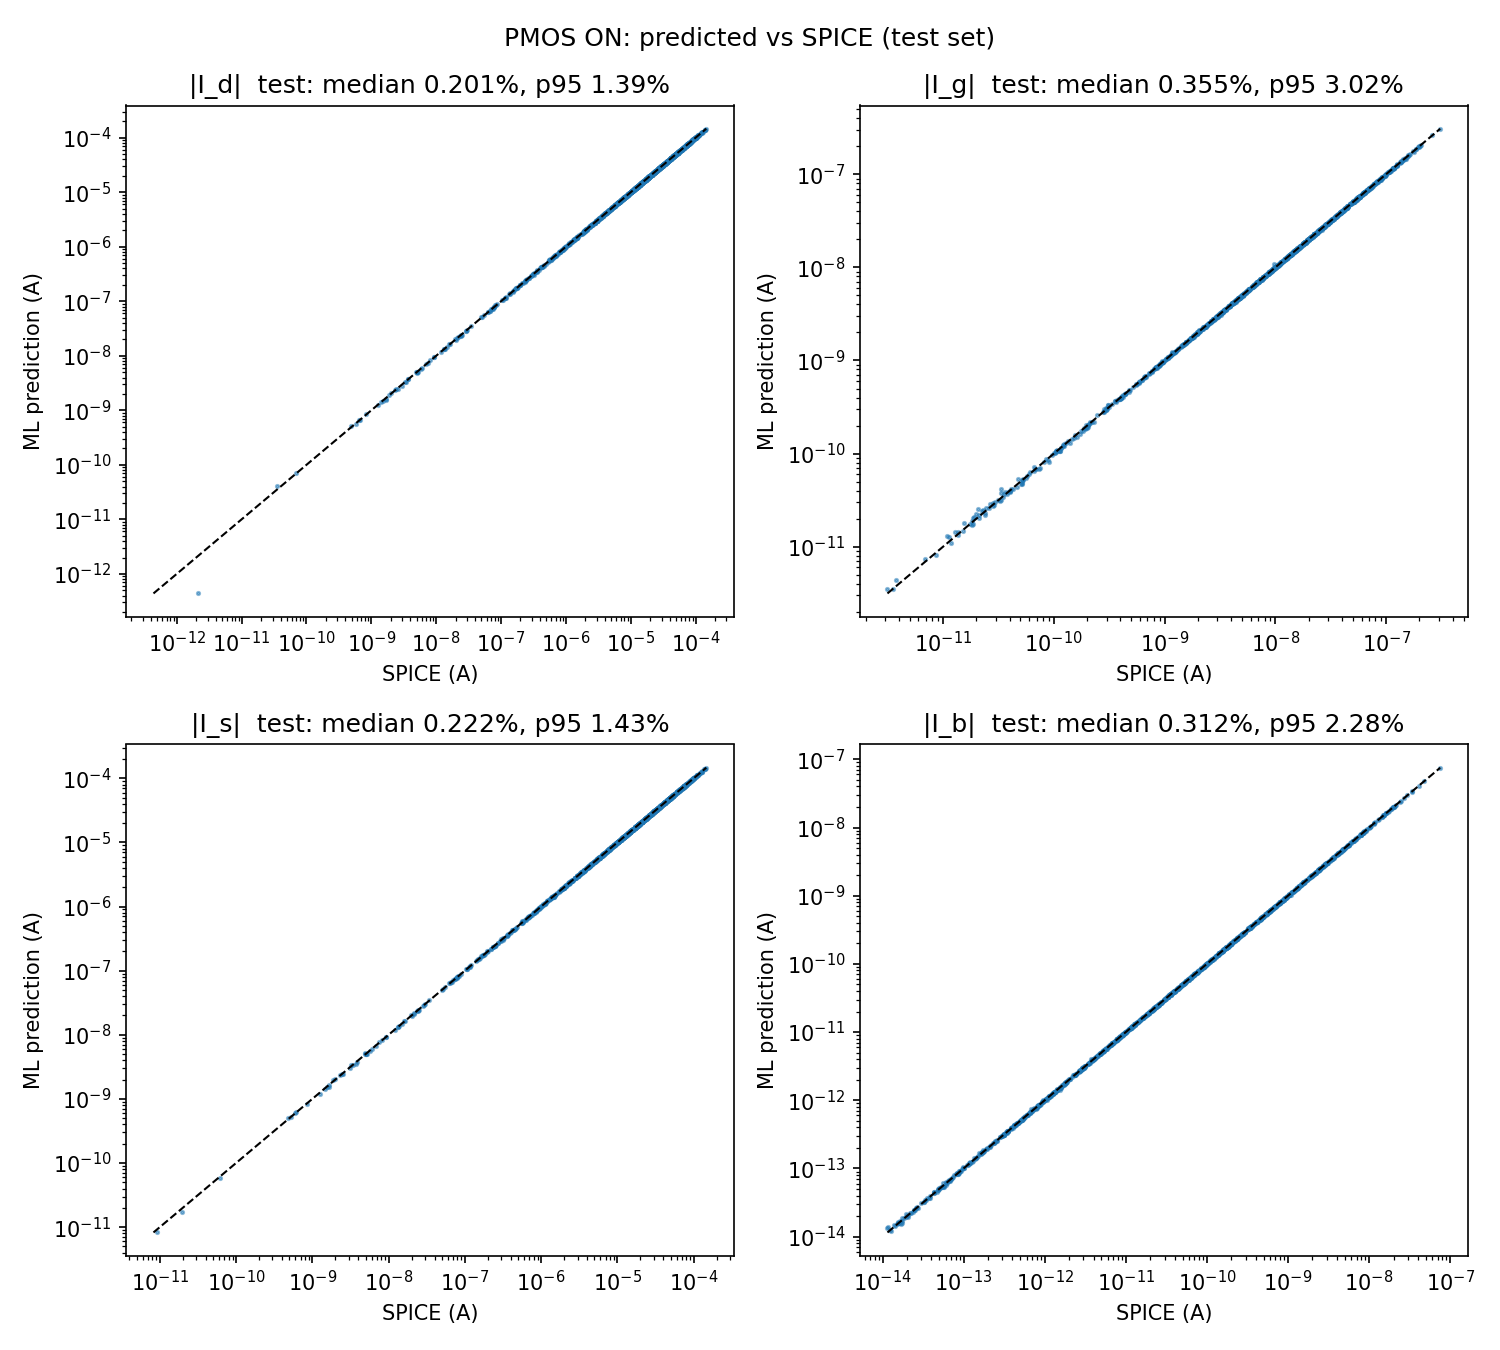 PMOS ON: predicted vs SPICE (test set)
|I_d|  test: median 0.201%, p95 1.39%
ML prediction (A)
10⁻⁴
10⁻⁵
10⁻⁶
10⁻⁷
10⁻⁸
10⁻⁹
10⁻¹⁰
10⁻¹¹
10⁻¹²
10⁻¹² 10⁻¹¹ 10⁻¹⁰ 10⁻⁹ 10⁻⁸ 10⁻⁷ 10⁻⁶ 10⁻⁵ 10⁻⁴
SPICE (A)
|I_g|  test: median 0.355%, p95 3.02%
ML prediction (A)
10⁻⁷
10⁻⁸
10⁻⁹
10⁻¹⁰
10⁻¹¹
10⁻¹¹ 10⁻¹⁰ 10⁻⁹ 10⁻⁸ 10⁻⁷
SPICE (A)
|I_s|  test: median 0.222%, p95 1.43%
ML prediction (A)
10⁻⁴
10⁻⁵
10⁻⁶
10⁻⁷
10⁻⁸
10⁻⁹
10⁻¹⁰
10⁻¹¹
10⁻¹¹ 10⁻¹⁰ 10⁻⁹ 10⁻⁸ 10⁻⁷ 10⁻⁶ 10⁻⁵ 10⁻⁴
SPICE (A)
|I_b|  test: median 0.312%, p95 2.28%
ML prediction (A)
10⁻⁷
10⁻⁸
10⁻⁹
10⁻¹⁰
10⁻¹¹
10⁻¹²
10⁻¹³
10⁻¹⁴
10⁻¹⁴ 10⁻¹³ 10⁻¹² 10⁻¹¹ 10⁻¹⁰ 10⁻⁹ 10⁻⁸ 10⁻⁷
SPICE (A)